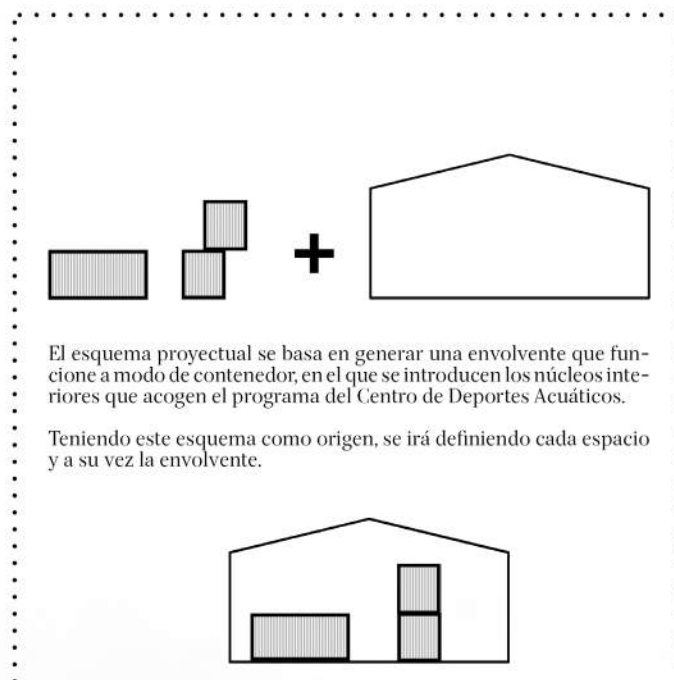 El esquema proyectual se basa en generar una envolvente que fun-
cione a modo de contenedor, en el que se introducen los núcleos inte-
riores que acogen el programa del Centro de Deportes Acuáticos.
Teniendo este esquema como origen, se irá definiendo cada espacio
y a su vez la envolvente.